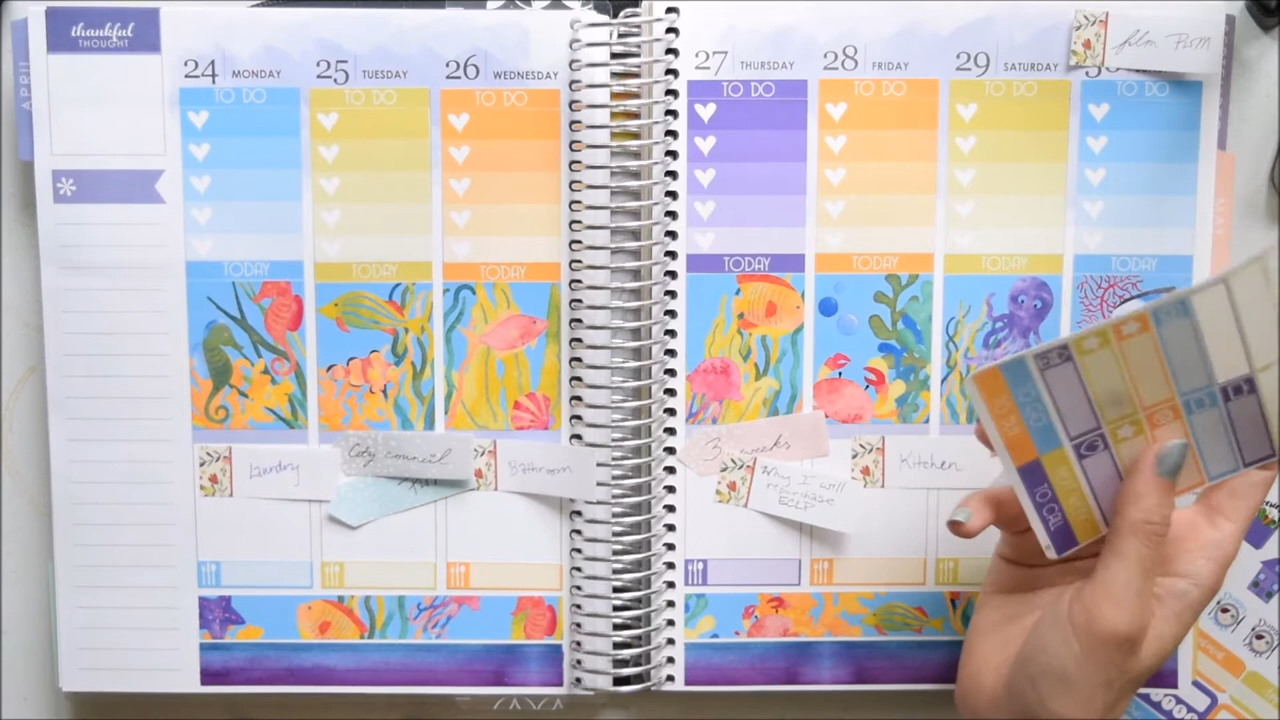 thankful
THOUGHT
APRIL
24 MONDAY
25 TUESDAY
26 WEDNESDAY
27 THURSDAY
28 FRIDAY
29 SATURDAY
film PWM
TO DO
TO DO
TO DO
TO DO
TO DO
TO DO
TO DO
TODAY
TODAY
TODAY
TODAY
TODAY
TODAY
TODAY
MAY
Laundry
City council
Bathroom
3 weeks
Why I will
repurchase
ECLP
Kitchen
TO CALL